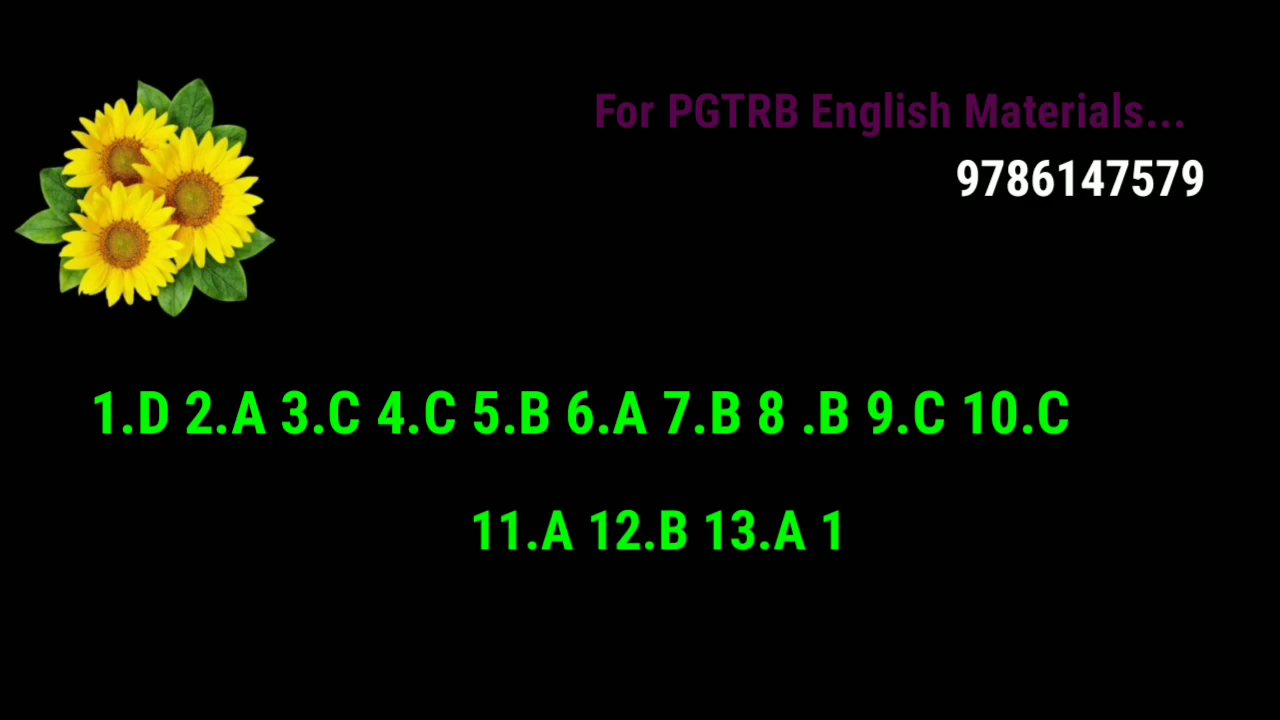 For PGTRB English Materials...
9786147579
1.D 2.A 3.C 4.C 5.B 6.A 7.B 8 .B 9.C 10.C
11.A 12.B 13.A 1